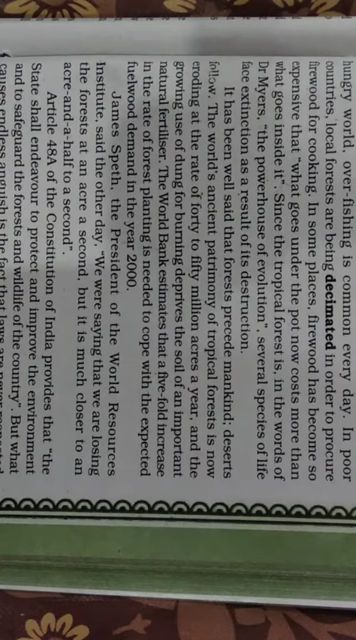 hungry world, over-fishing is common every day. In poor
countries, local forests are being decimated in order to procure
firewood for cooking. In some places, firewood has become so
expensive that "what goes under the pot now costs more than
what goes inside it". Since the tropical forest is, in the words of
Dr Myers, "the powerhouse of evolution", several species of life
face extinction as a result of its destruction.
It has been well said that forests precede mankind; deserts
follow. The world's ancient patrimony of tropical forests is now
eroding at the rate of forty to fifty million acres a year, and the
growing use of dung for burning deprives the soil of an important
natural fertiliser. The World Bank estimates that a five-fold increase
in the rate of forest planting is needed to cope with the expected
fuelwood demand in the year 2000.
James Speth, the President of the World Resources
Institute, said the other day, "We were saying that we are losing
the forests at an acre a second, but it is much closer to an
acre-and-a-half to a second".
Article 48A of the Constitution of India provides that "the
State shall endeavour to protect and improve the environment
and to safeguard the forests and wildlife of the country". But what
causes endless anguish is the fact that laws are never respected